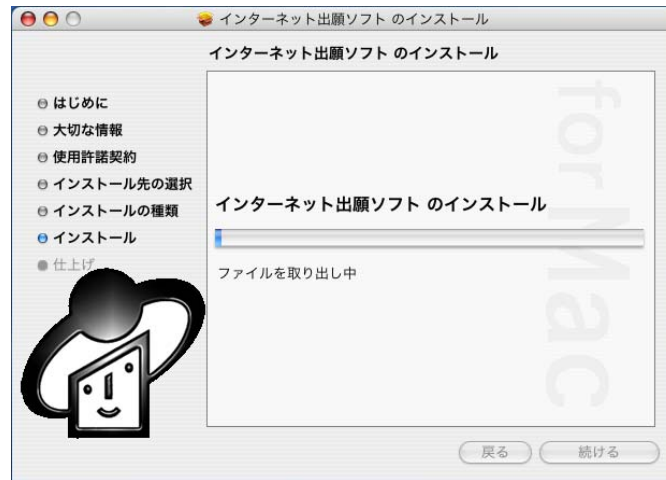 インターネット出願ソフト のインストール
インターネット出願ソフト のインストール
はじめに
大切な情報
使用許諾契約
インストール先の選択
インストールの種類
インストール
仕上げ
for Mac
インターネット出願ソフト のインストール
ファイルを取り出し中
戻る
続ける